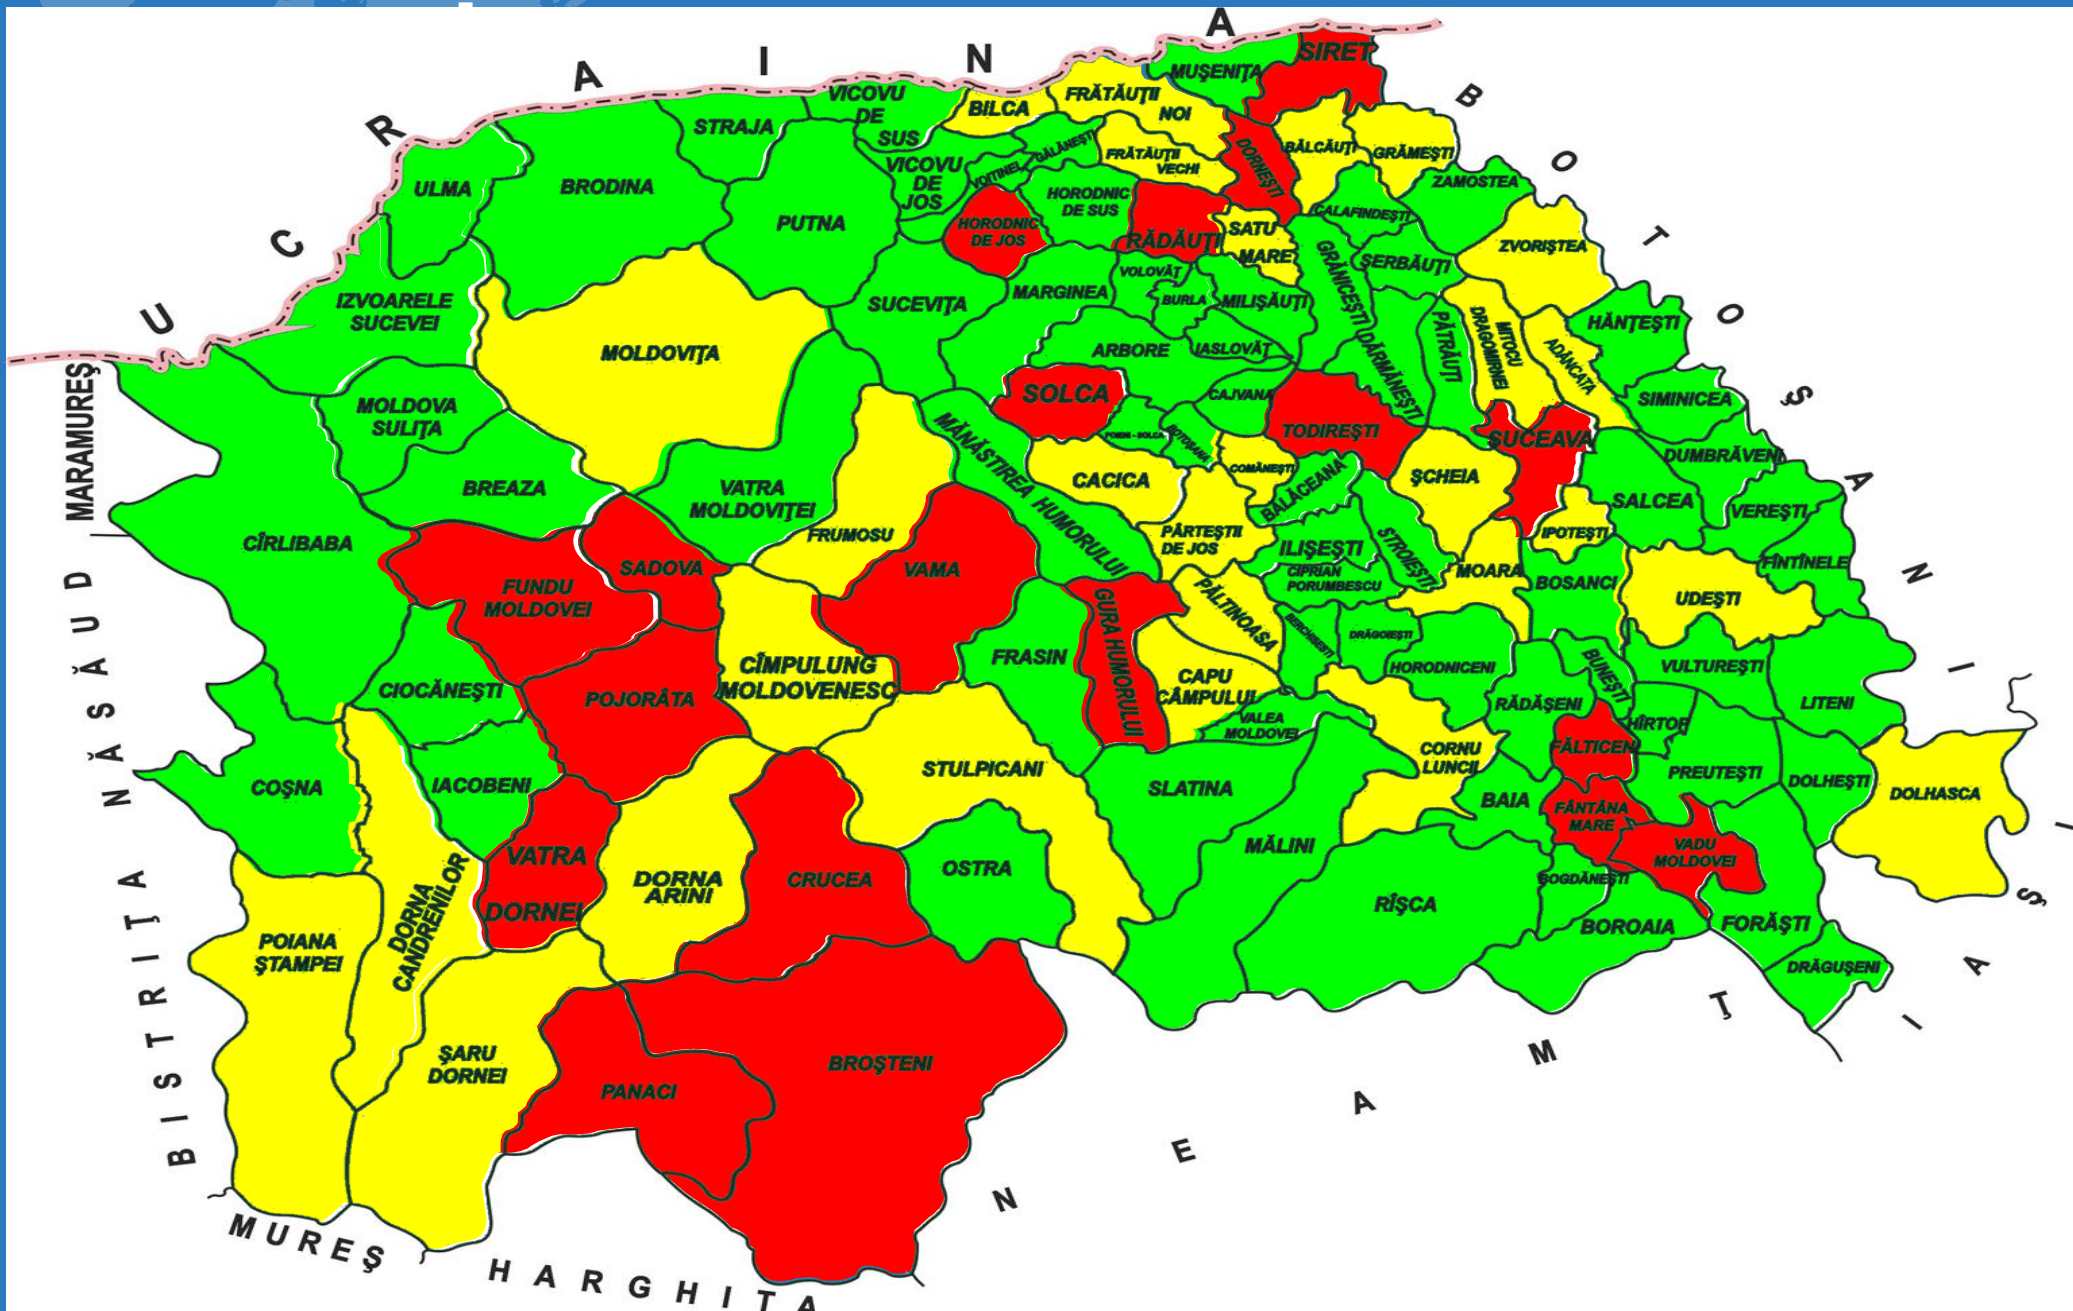 U C R A I N A
MUŞENIŢA
SIRET
VICOVU
DE
SUS
BILCA
FRĂTĂUŢII
NOI
STRAJA
BRODINA
ULMA
PUTNA
VICOVU
DE
JOS
VOITINEL
GĂLĂNEŞTI
FRĂTĂUŢII
VECHI
DORNEŞTI
BĂLCĂUŢI
GRĂMEŞTI
ZAMOSTEA
HORODNIC
DE SUS
HORODNIC
DE JOS
RĂDĂUŢI
SATU
MARE
CALAFINDEŞTI
GRĂNICEŞTI
ŞERBĂUŢI
ZVORIŞTEA
IZVOARELE
SUCEVEI
MOLDOVIŢA
SUCEVIŢA
MARGINEA
VOLOVĂŢ
BURLA
MILIŞĂUŢI
DĂRMĂNEŞTI
PĂTRĂUŢI
MITOCU
DRAGOMIRNEI
ADÂNCATA
HĂNŢEŞTI
ARBORE
IASLOVĂŢ
SOLCA
CAJVANA
TODIREŞTI
SIMINICEA
SUCEAVA
DUMBRĂVENI
MOLDOVA
SULIŢA
BREAZA
VATRA
MOLDOVIŢEI
MĂNĂSTIREA HUMORULUI
POIENI - SOLCA
BOTOŞANA
COMĂNEŞTI
CACICA
BĂLĂCEANA
ŞCHEIA
SALCEA
VEREŞTI
CÎRLIBABA
FRUMOSU
PÂRTEŞTII
DE JOS
ILIŞEŞTI
STROIEŞTI
IPOTEŞTI
FÎNTÎNELE
FUNDU
MOLDOVEI
SADOVA
VAMA
CIPRIAN
PORUMBESCU
MOARA
BOSANCI
UDEŞTI
GURA HUMORULUI
PĂLTINOASA
BERCHIŞEŞTI
DRĂGOIEŞTI
HORODNICENI
BUNEŞTI
VULTUREŞTI
LITENI
CIOCĂNEŞTI
POJORÂTA
CÎMPULUNG
MOLDOVENESC
FRASIN
CAPU
CÂMPULUI
VALEA
MOLDOVEI
RĂDĂŞENI
HÎRTOP
FĂLTICENI
CORNU
LUNCII
COŞNA
IACOBENI
STULPICANI
SLATINA
BAIA
PREUTEŞTI
DOLHEŞTI
DOLHASCA
FÂNTÂNA
MARE
VADU
MOLDOVEI
MĂLINI
VATRA
DORNEI
DORNA
ARINI
CRUCEA
OSTRA
BOGDĂNEŞTI
RÎŞCA
BOROAIA
FORĂŞTI
DRĂGUŞENI
DORNA
CANDRENILOR
POIANA
ŞTAMPEI
ŞARU
DORNEI
PANACI
BROŞTENI
B O T O Ş A N I
I A Ş I
N E A M Ţ
H A R G H I T A
M U R E Ş
B I S T R I Ţ A N Ă S Ă U D
MARAMUREŞ